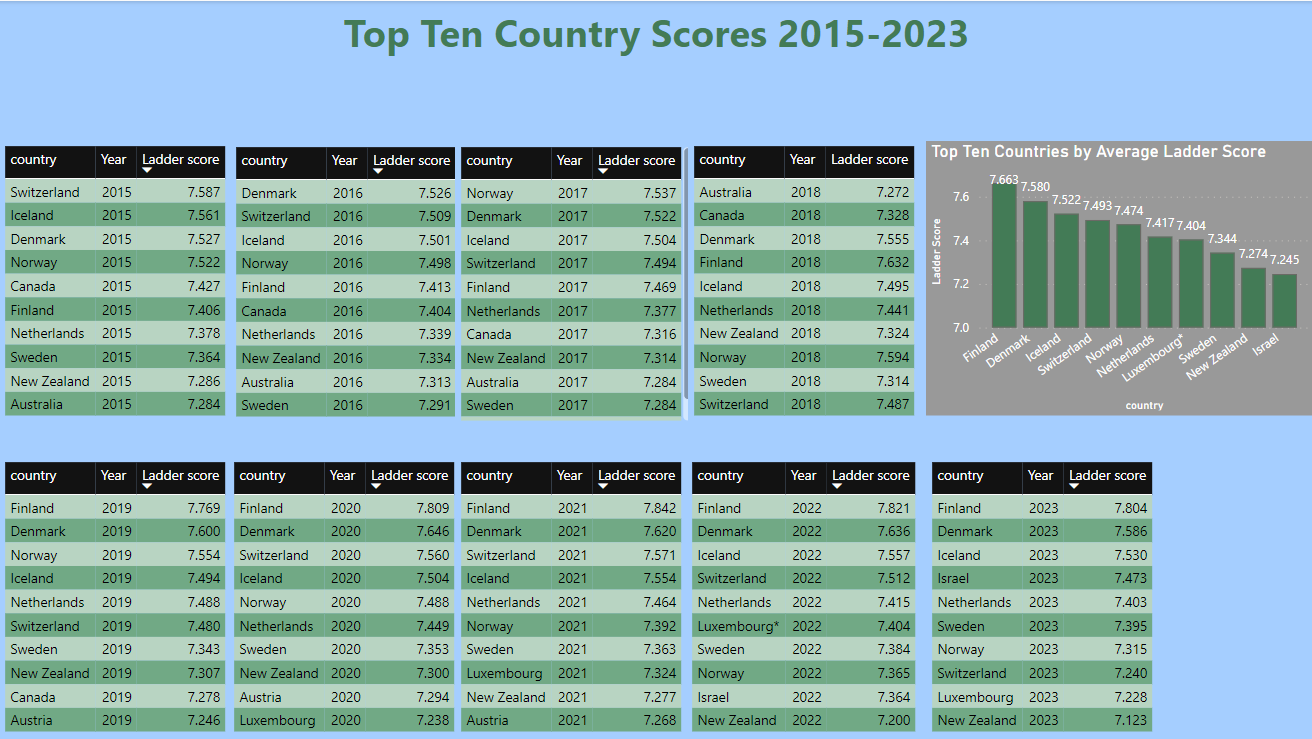 Top Ten Country Scores 2015-2023
country Year Ladder score
Switzerland 2015 7.587
Iceland 2015 7.561
Denmark 2015 7.527
Norway 2015 7.522
Canada 2015 7.427
Finland 2015 7.406
Netherlands 2015 7.378
Sweden 2015 7.364
New Zealand 2015 7.286
Australia 2015 7.284
country Year Ladder score
Denmark 2016 7.526
Switzerland 2016 7.509
Iceland 2016 7.501
Norway 2016 7.498
Finland 2016 7.413
Canada 2016 7.404
Netherlands 2016 7.339
New Zealand 2016 7.334
Australia 2016 7.313
Sweden 2016 7.291
country Year Ladder score
Norway 2017 7.537
Denmark 2017 7.522
Iceland 2017 7.504
Switzerland 2017 7.494
Finland 2017 7.469
Netherlands 2017 7.377
Canada 2017 7.316
New Zealand 2017 7.314
Australia 2017 7.284
Sweden 2017 7.284
country Year Ladder score
Australia 2018 7.272
Canada 2018 7.328
Denmark 2018 7.555
Finland 2018 7.632
Iceland 2018 7.495
Netherlands 2018 7.441
New Zealand 2018 7.324
Norway 2018 7.594
Sweden 2018 7.314
Switzerland 2018 7.487
Top Ten Countries by Average Ladder Score
Ladder Score
7.6
7.4
7.2
7.0
7.663 7.580 7.522 7.493 7.474 7.417 7.404 7.344 7.274 7.245
Finland Denmark Iceland Switzerland Norway Netherlands Luxembourg* Sweden New Zealand Israel
country
country Year Ladder score
Finland 2019 7.769
Denmark 2019 7.600
Norway 2019 7.554
Iceland 2019 7.494
Netherlands 2019 7.488
Switzerland 2019 7.480
Sweden 2019 7.343
New Zealand 2019 7.307
Canada 2019 7.278
Austria 2019 7.246
country Year Ladder score
Finland 2020 7.809
Denmark 2020 7.646
Switzerland 2020 7.560
Iceland 2020 7.504
Norway 2020 7.488
Netherlands 2020 7.449
Sweden 2020 7.353
New Zealand 2020 7.300
Austria 2020 7.294
Luxembourg 2020 7.238
country Year Ladder score
Finland 2021 7.842
Denmark 2021 7.620
Switzerland 2021 7.571
Iceland 2021 7.554
Netherlands 2021 7.464
Norway 2021 7.392
Sweden 2021 7.363
Luxembourg 2021 7.324
New Zealand 2021 7.277
Austria 2021 7.268
country Year Ladder score
Finland 2022 7.821
Denmark 2022 7.636
Iceland 2022 7.557
Switzerland 2022 7.512
Netherlands 2022 7.415
Luxembourg* 2022 7.404
Sweden 2022 7.384
Norway 2022 7.365
Israel 2022 7.364
New Zealand 2022 7.200
country Year Ladder score
Finland 2023 7.804
Denmark 2023 7.586
Iceland 2023 7.530
Israel 2023 7.473
Netherlands 2023 7.403
Sweden 2023 7.395
Norway 2023 7.315
Switzerland 2023 7.240
Luxembourg 2023 7.228
New Zealand 2023 7.123